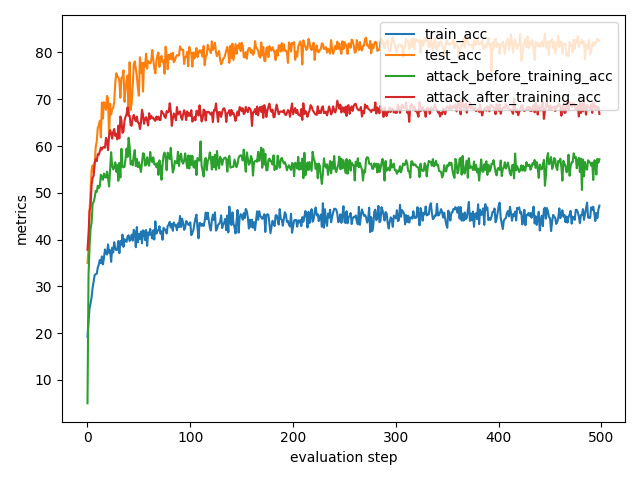 train_acc
test_acc
attack_before_training_acc
attack_after_training_acc
metrics
80
70
60
50
40
30
20
10
0
100
200
300
400
500
evaluation step